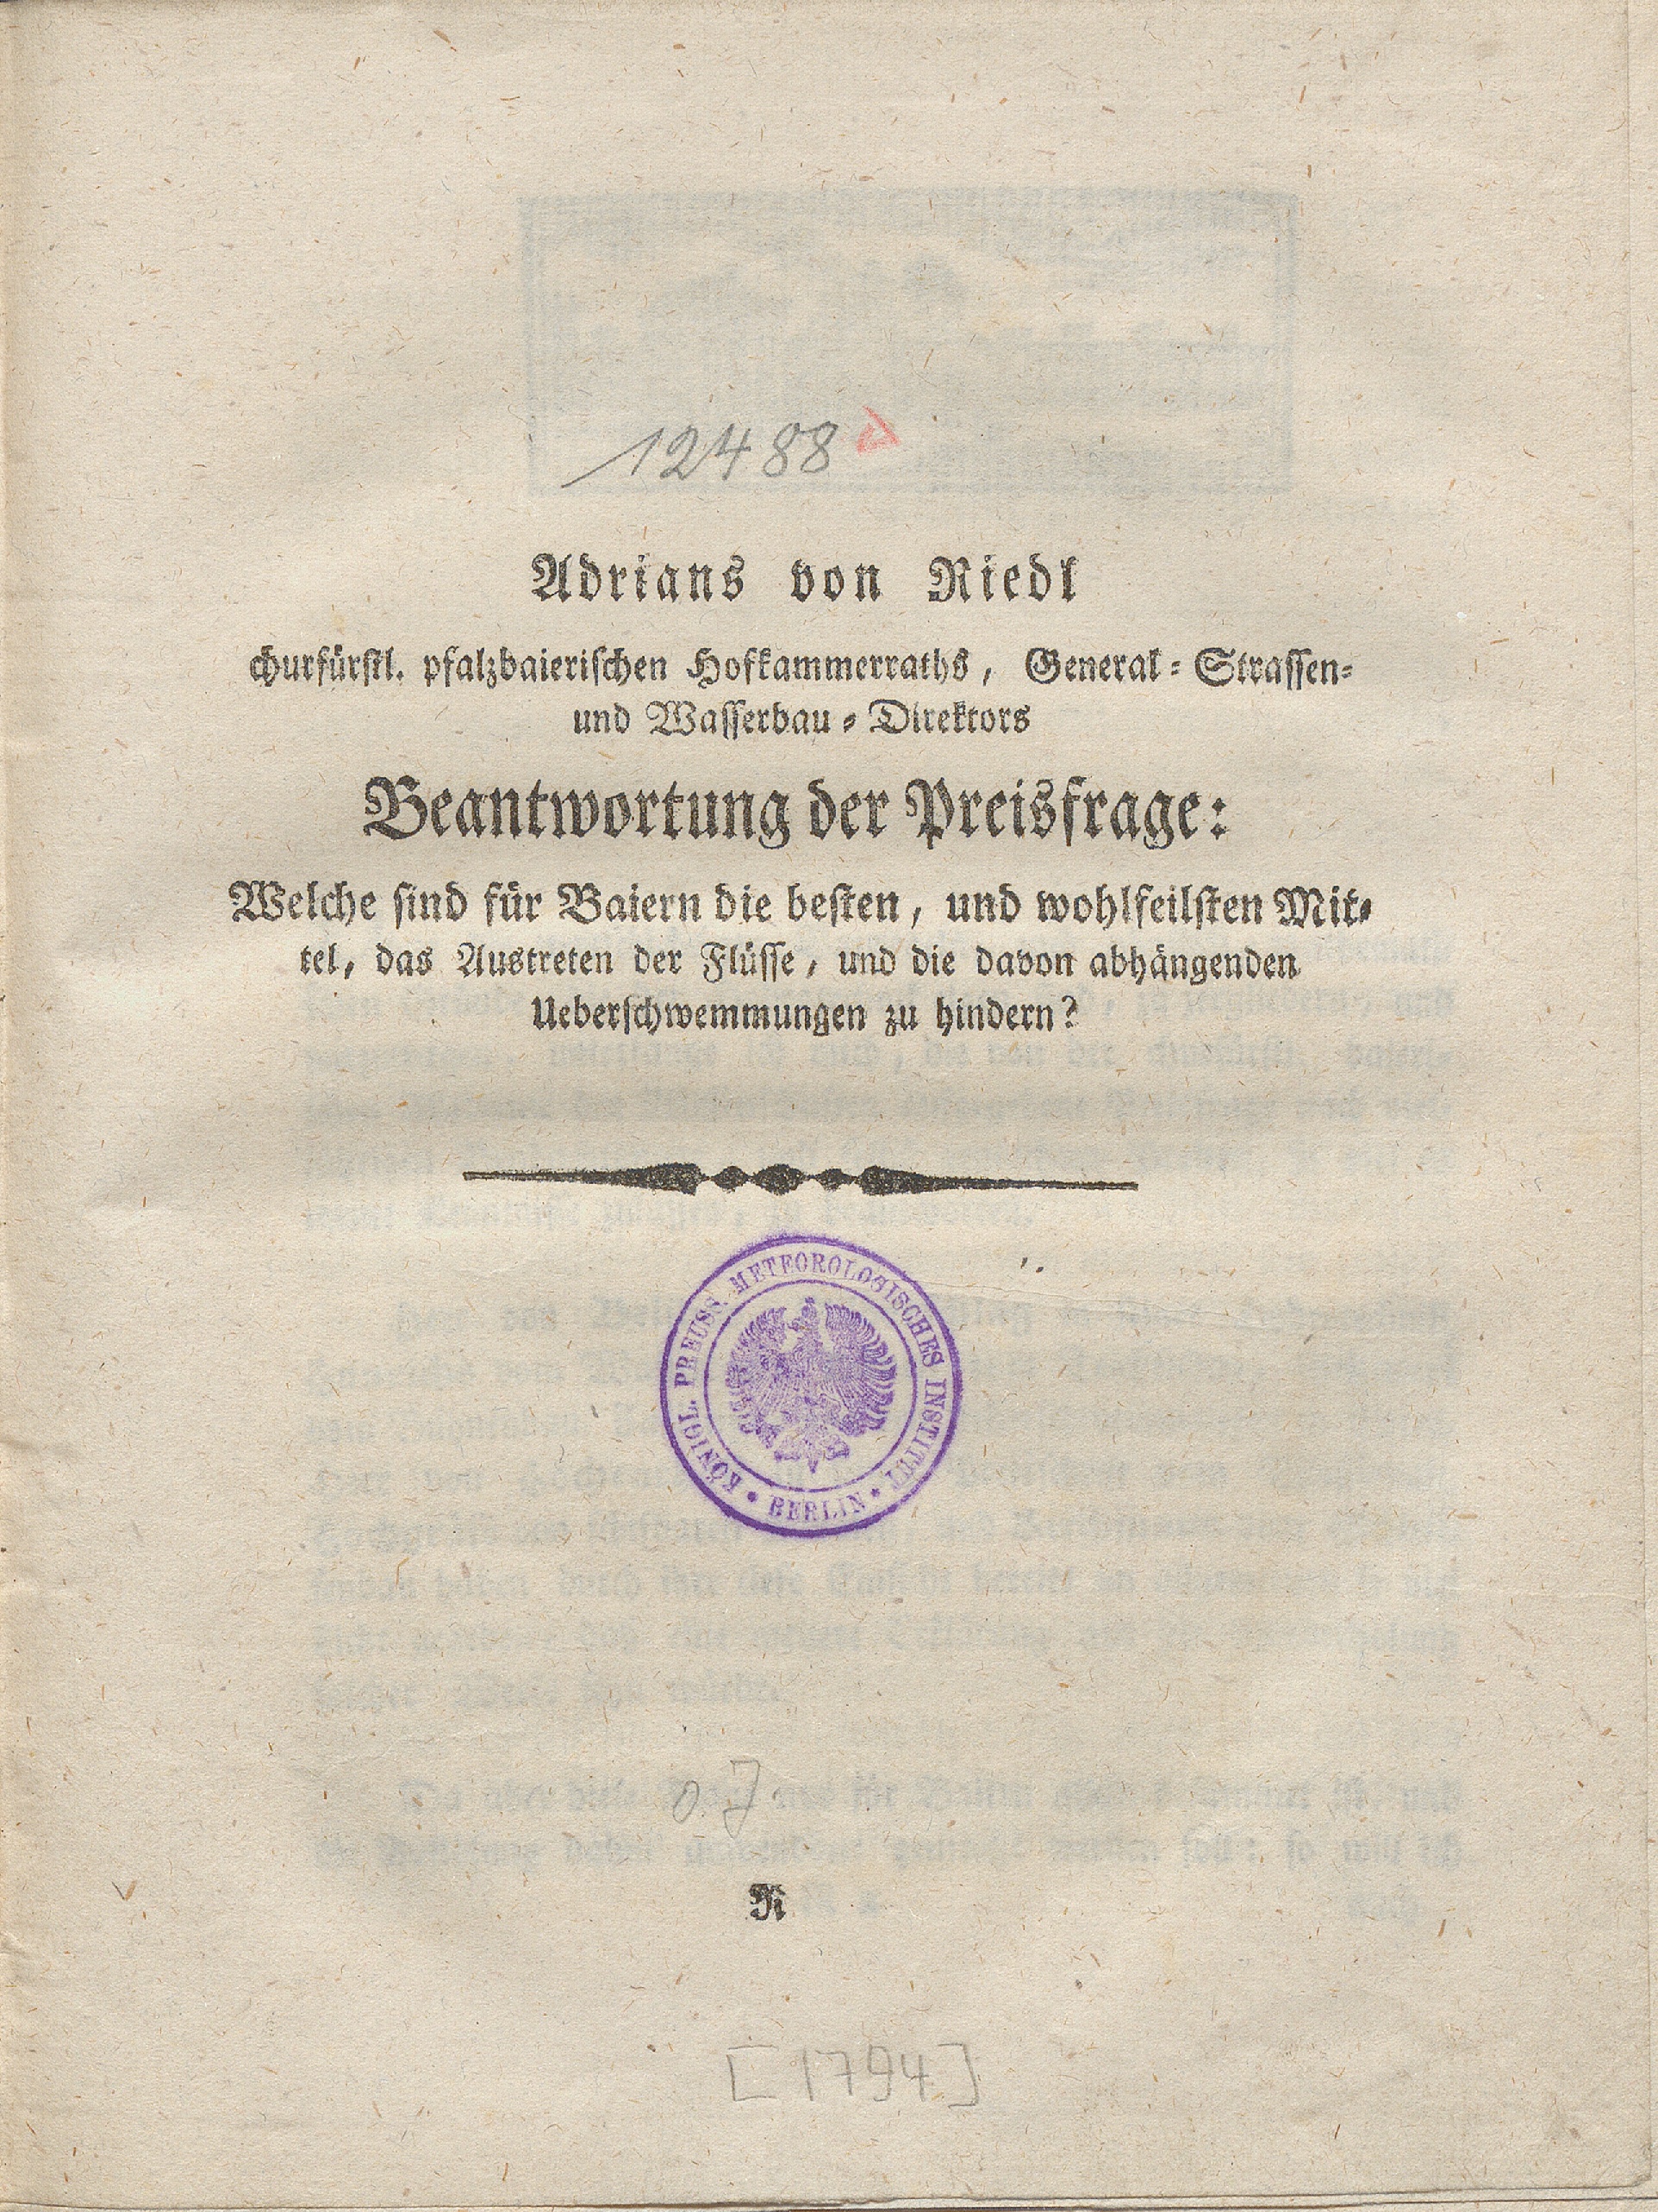 12488
Adrians von Riedl
churfürstl. pfalzbaierischen Hofkammerraths, General-Strassen-
und Wasserbau-Direktors
Beantwortung der Preisfrage:
Welche sind für Baiern die besten, und wohlfeilsten Mit-
tel, das Austreten der Flüsse, und die davon abhängenden
Ueberschwemmungen zu hindern?
KÖNIGL. PREUSS. METEOROLOGISCHES INSTITUT
* BERLIN *
o. J
R
[1794]